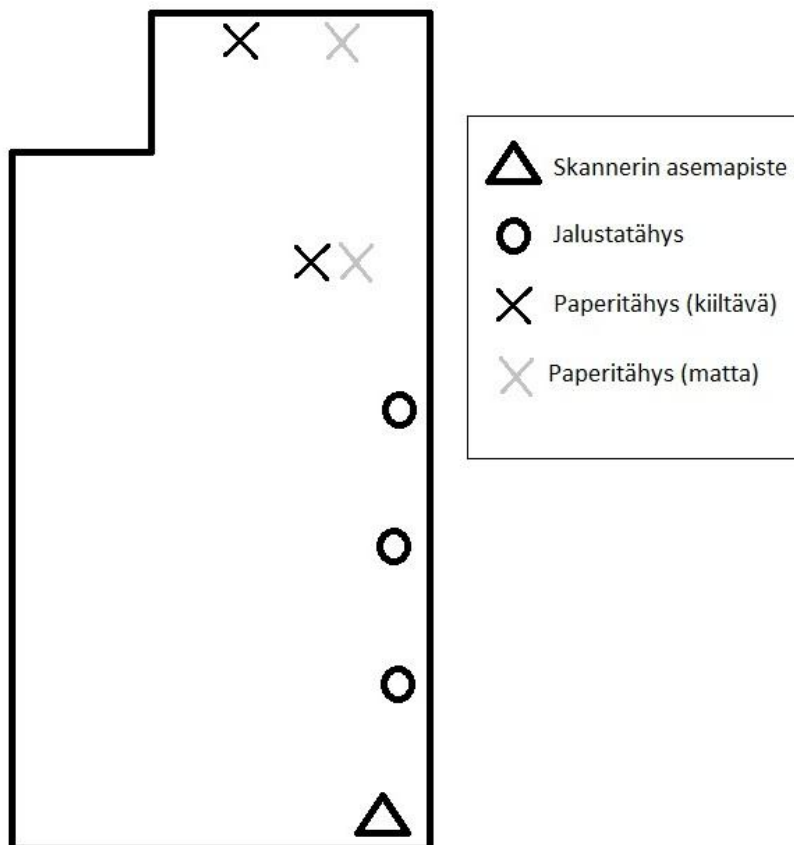 Skannerin asemapiste
Jalustatähys
Paperitähys (kiiltävä)
Paperitähys (matta)